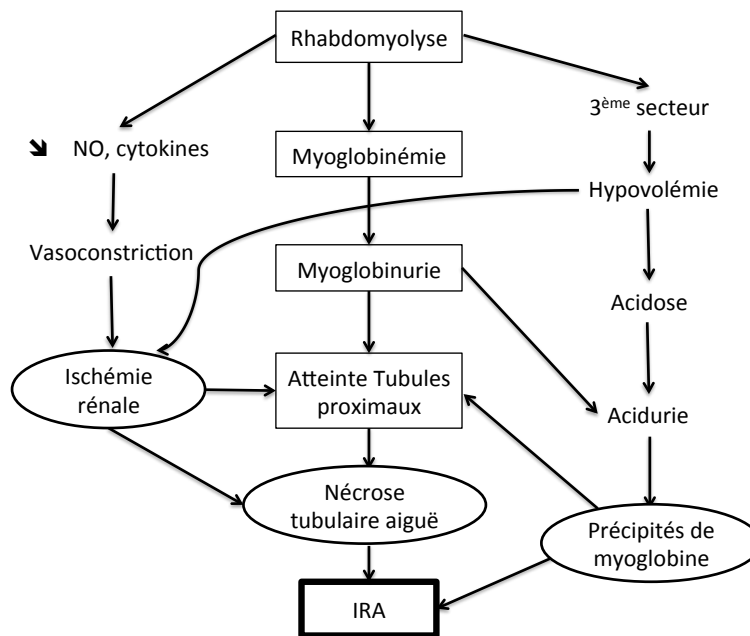 Rhabdomyolyse
3ème secteur
NO, cytokines
Myoglobinémie
Hypovolémie
Vasoconstriction
Myoglobinurie
Acidose
Ischémie
rénale
Atteinte Tubules
proximaux
Acidurie
Nécrose
tubulaire aiguë
Précipités de
myoglobine
IRA